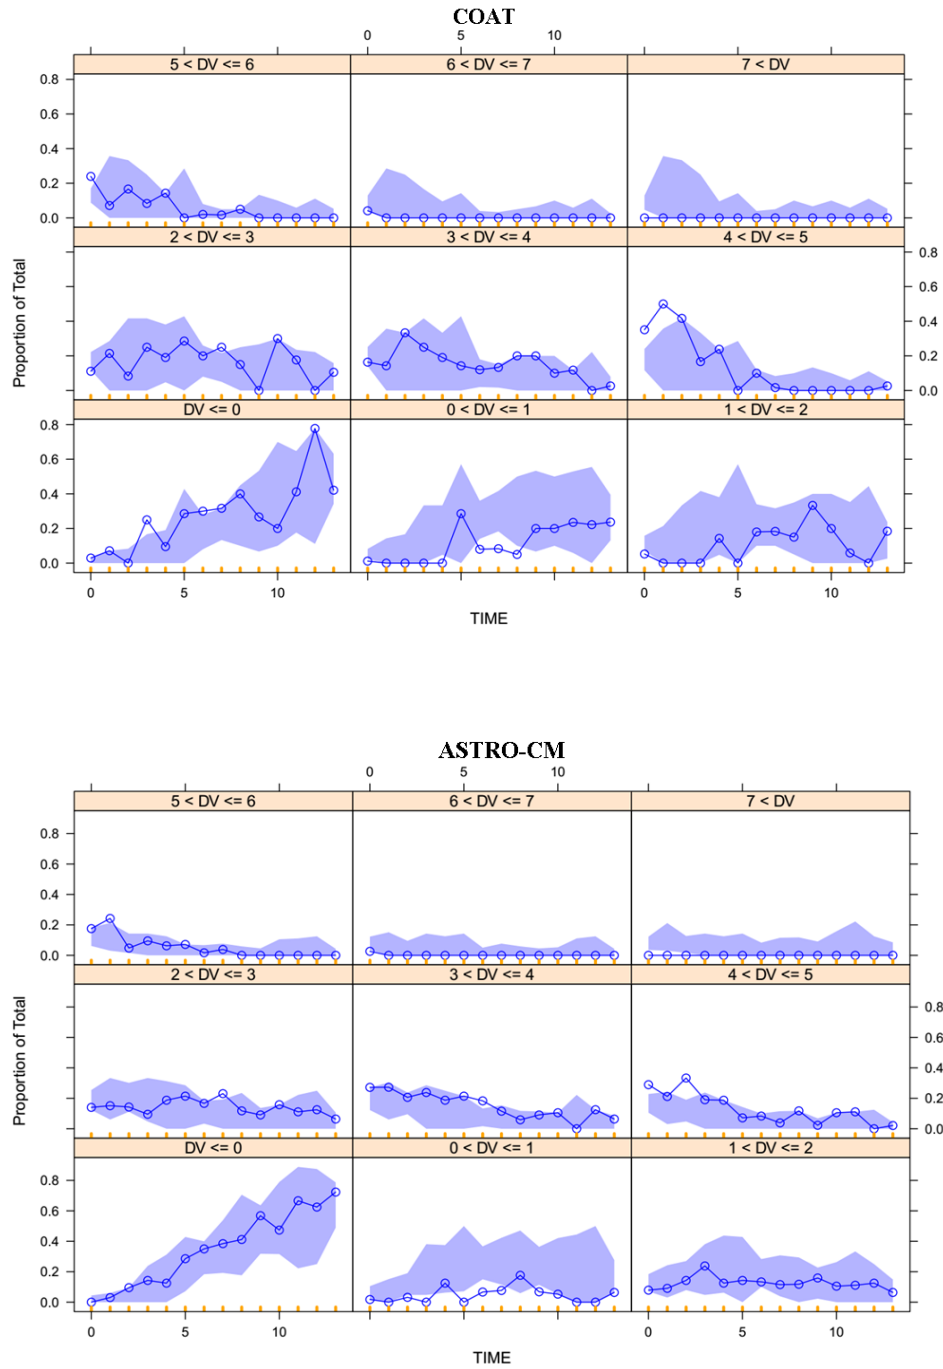 COAT
0 5 10
5 < DV <= 6 6 < DV <= 7 7 < DV
0.8
0.6
0.4
0.2
0.0
2 < DV <= 3 3 < DV <= 4 4 < DV <= 5
0.8
0.6
0.4
0.2
0.0
Proportion of Total
DV <= 0 0 < DV <= 1 1 < DV <= 2
0.8
0.6
0.4
0.2
0.0
0 5 10 0 5 10
TIME
ASTRO-CM
0 5 10
5 < DV <= 6 6 < DV <= 7 7 < DV
0.8
0.6
0.4
0.2
0.0
2 < DV <= 3 3 < DV <= 4 4 < DV <= 5
0.8
0.6
0.4
0.2
0.0
Proportion of Total
DV <= 0 0 < DV <= 1 1 < DV <= 2
0.8
0.6
0.4
0.2
0.0
0 5 10 0 5 10
TIME